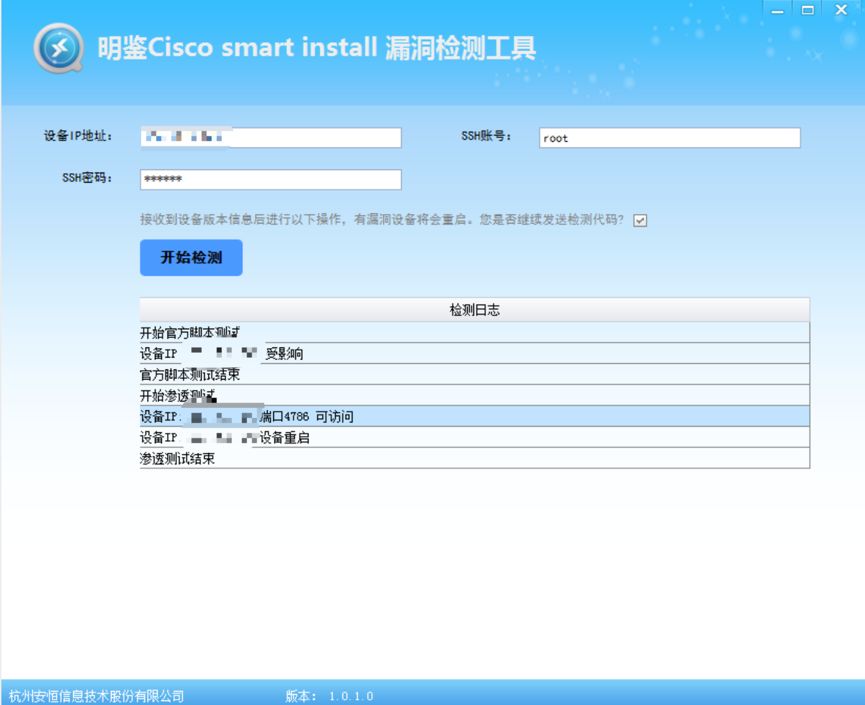 明鉴Cisco smart install 漏洞检测工具
设备IP地址：
SSH账号： root
SSH密码： ******
接收到设备版本信息后进行以下操作，有漏洞设备将会重启。您是否继续发送检测代码？
开始检测
检测日志
开始官方脚本测试
设备IP 受影响
官方脚本测试结束
开始渗透测试
设备IP: 端口4786 可访问
设备IP 设备重启
渗透测试结束
杭州安恒信息技术股份有限公司 版本： 1.0.1.0